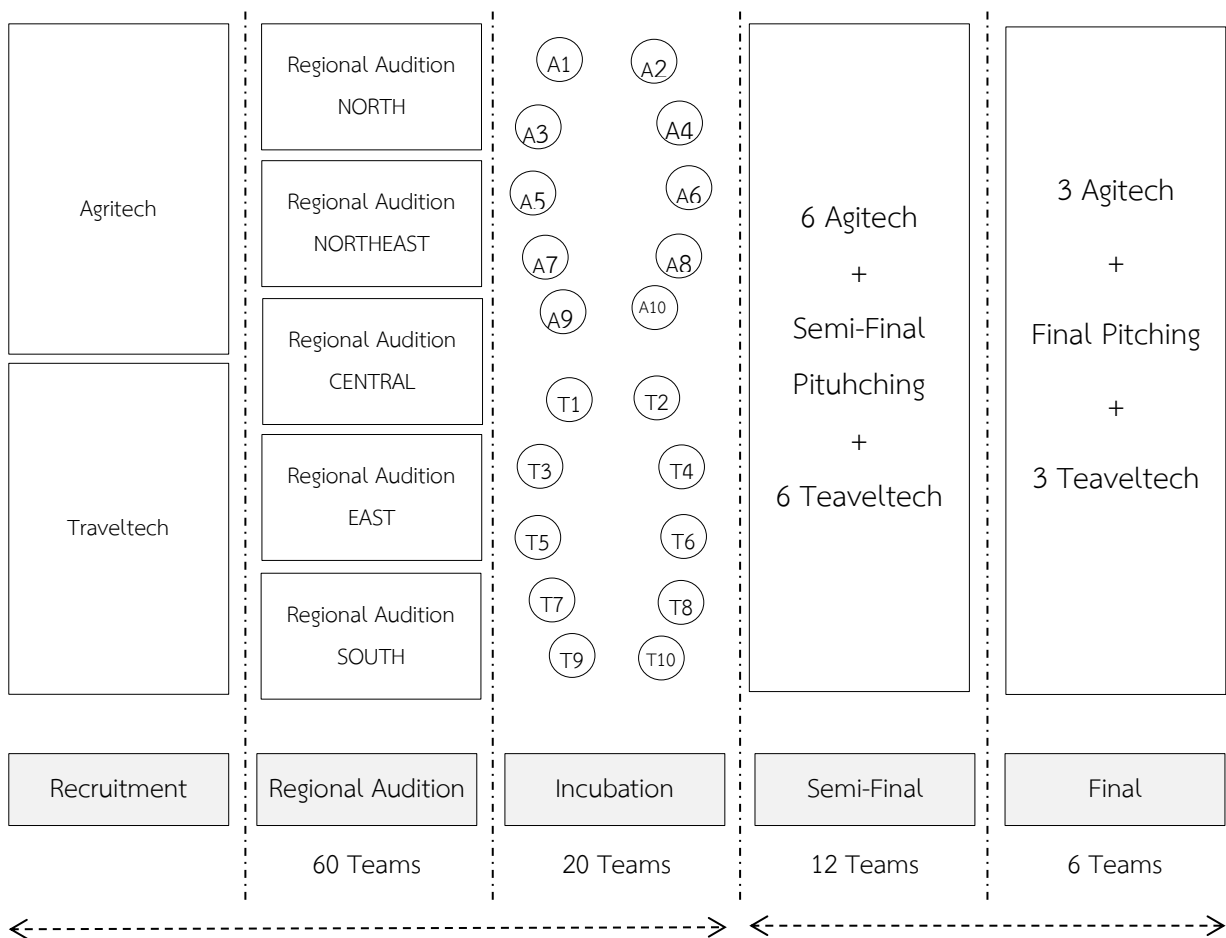 Agritech
Traveltech
Regional Audition
NORTH
Regional Audition
NORTHEAST
Regional Audition
CENTRAL
Regional Audition
EAST
Regional Audition
SOUTH
A1
A2
A3
A4
A5
A6
A7
A8
A9
A10
T1
T2
T3
T4
T5
T6
T7
T8
T9
T10
6 Agitech
+
Semi-Final
Pituhching
+
6 Teaveltech
3 Agitech
+
Final Pitching
+
3 Teaveltech
Recruitment
Regional Audition
Incubation
Semi-Final
Final
60 Teams
20 Teams
12 Teams
6 Teams